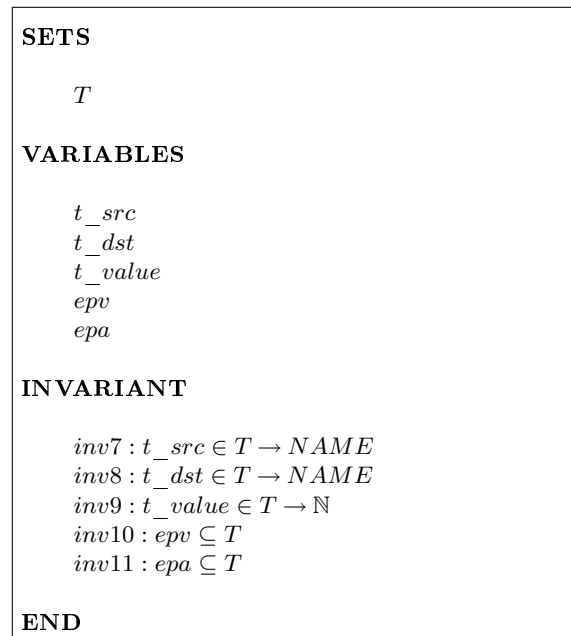 SETS
T
VARIABLES
t_src
t_dst
t_value
epv
epa
INVARIANT
inv7 : t_src ∈ T → NAME
inv8 : t_dst ∈ T → NAME
inv9 : t_value ∈ T → ℕ
inv10 : epv ⊆ T
inv11 : epa ⊆ T
END